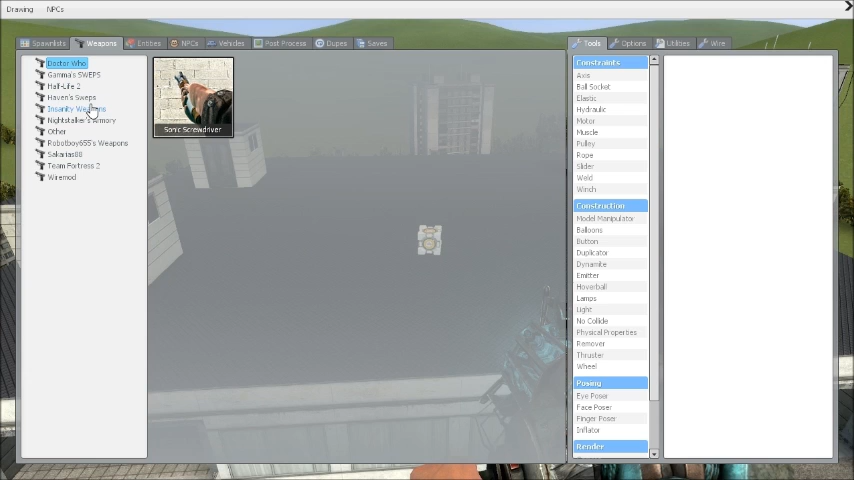 Drawing NPCs
Spawnlists Weapons Entities NPCs Vehicles Post Process Dupes Saves
Tools Options Utilities Wire
Doctor Who
Gamma's SWEPS
Half-Life 2
Haven's Sweps
Insanity Weapons
Nightstalker's Armory
Other
Robotboy655's Weapons
Sakarias88
Team Fortress 2
Wiremod
Sonic Screwdriver
Constraints
Axis
Ball Socket
Elastic
Hydraulic
Motor
Muscle
Pulley
Rope
Slider
Weld
Winch
Construction
Model Manipulator
Balloons
Button
Duplicator
Dynamite
Emitter
Hoverball
Lamps
Light
No Collide
Physical Properties
Remover
Thruster
Wheel
Posing
Eye Poser
Face Poser
Finger Poser
Inflator
Render